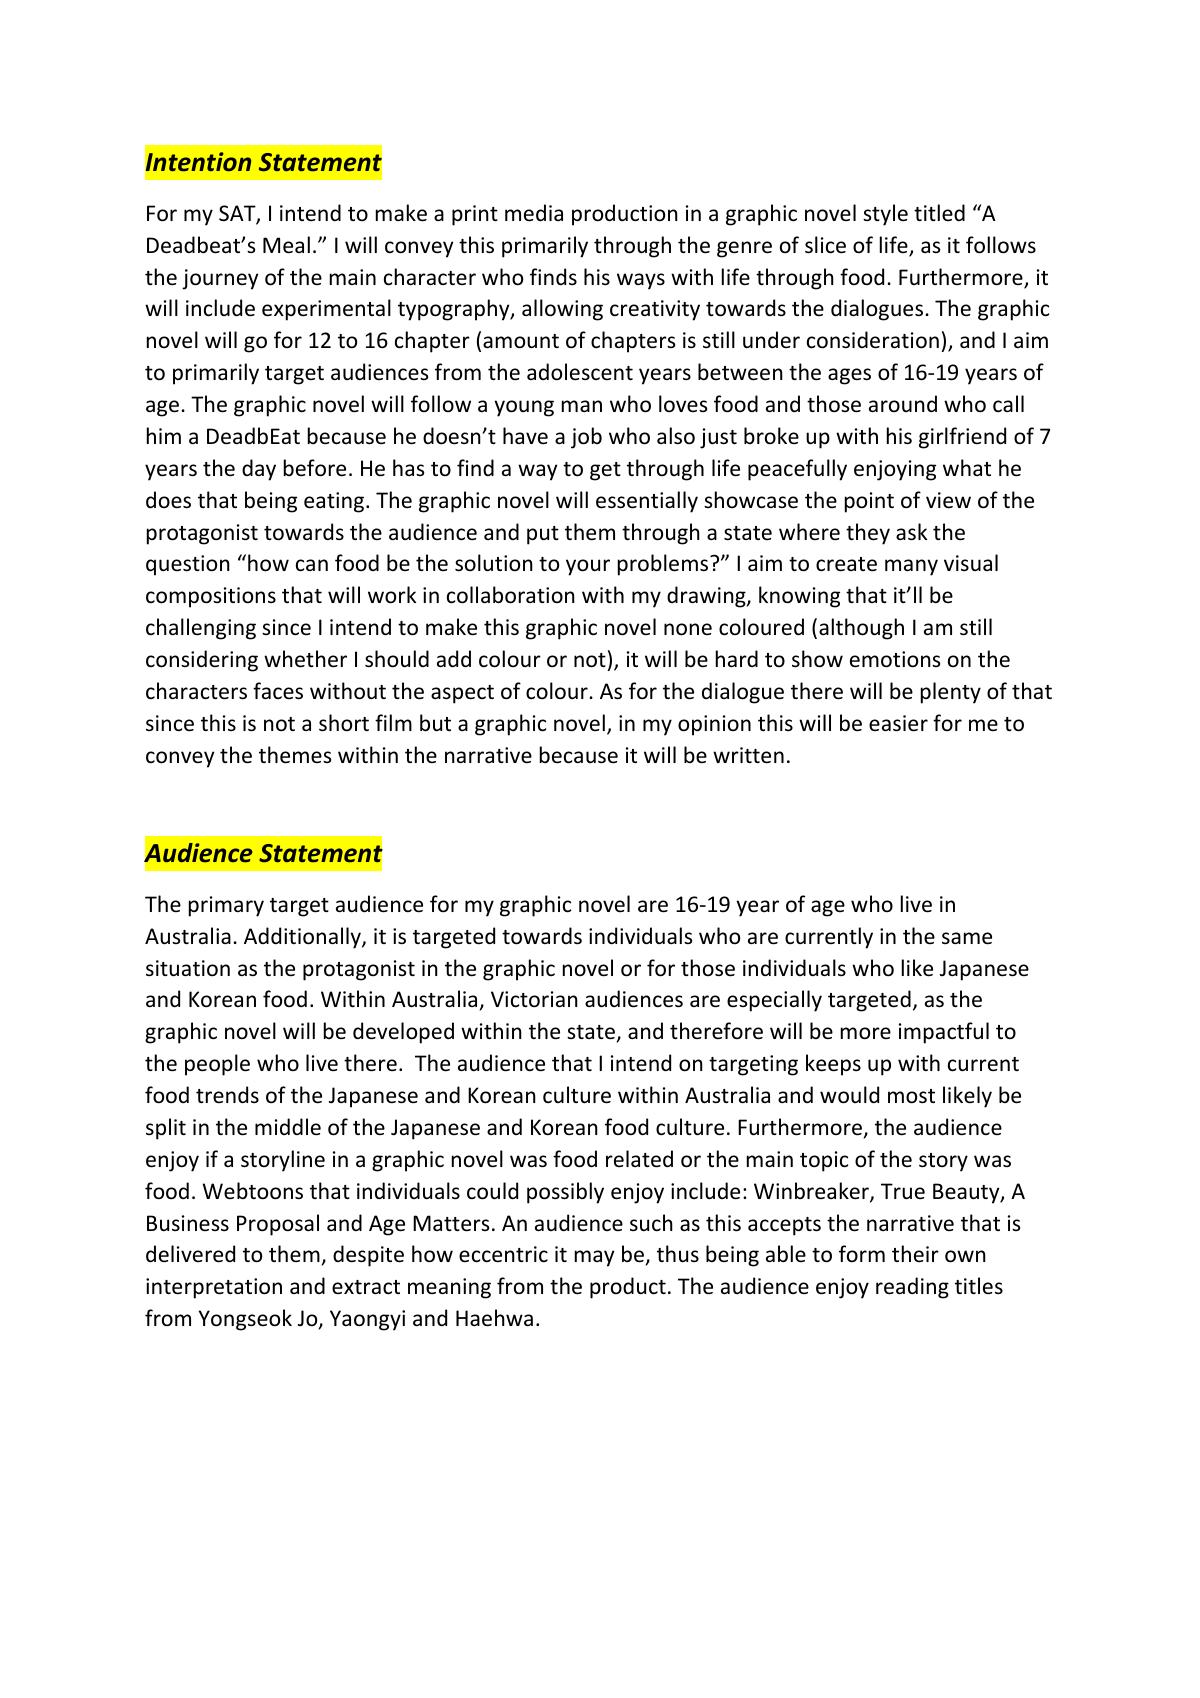 Intention Statement
For my SAT, I intend to make a print media production in a graphic novel style titled “A
Deadbeat’s Meal.” I will convey this primarily through the genre of slice of life, as it follows
the journey of the main character who finds his ways with life through food. Furthermore, it
will include experimental typography, allowing creativity towards the dialogues. The graphic
novel will go for 12 to 16 chapter (amount of chapters is still under consideration), and I aim
to primarily target audiences from the adolescent years between the ages of 16-19 years of
age. The graphic novel will follow a young man who loves food and those around who call
him a DeadbEat because he doesn’t have a job who also just broke up with his girlfriend of 7
years the day before. He has to find a way to get through life peacefully enjoying what he
does that being eating. The graphic novel will essentially showcase the point of view of the
protagonist towards the audience and put them through a state where they ask the
question “how can food be the solution to your problems?” I aim to create many visual
compositions that will work in collaboration with my drawing, knowing that it’ll be
challenging since I intend to make this graphic novel none coloured (although I am still
considering whether I should add colour or not), it will be hard to show emotions on the
characters faces without the aspect of colour. As for the dialogue there will be plenty of that
since this is not a short film but a graphic novel, in my opinion this will be easier for me to
convey the themes within the narrative because it will be written.
Audience Statement
The primary target audience for my graphic novel are 16-19 year of age who live in
Australia. Additionally, it is targeted towards individuals who are currently in the same
situation as the protagonist in the graphic novel or for those individuals who like Japanese
and Korean food. Within Australia, Victorian audiences are especially targeted, as the
graphic novel will be developed within the state, and therefore will be more impactful to
the people who live there.  The audience that I intend on targeting keeps up with current
food trends of the Japanese and Korean culture within Australia and would most likely be
split in the middle of the Japanese and Korean food culture. Furthermore, the audience
enjoy if a storyline in a graphic novel was food related or the main topic of the story was
food. Webtoons that individuals could possibly enjoy include: Winbreaker, True Beauty, A
Business Proposal and Age Matters. An audience such as this accepts the narrative that is
delivered to them, despite how eccentric it may be, thus being able to form their own
interpretation and extract meaning from the product. The audience enjoy reading titles
from Yongseok Jo, Yaongyi and Haehwa.